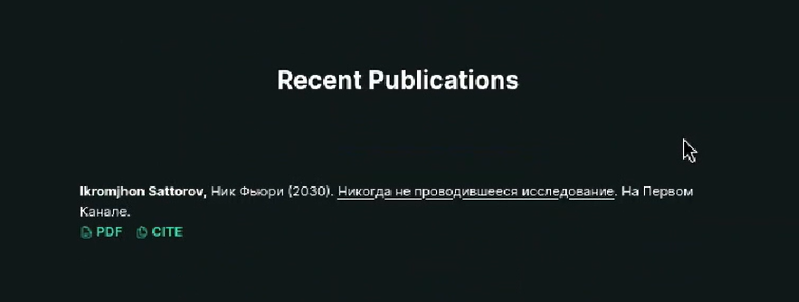 Recent Publications
Ikromjhon Sattorov, Ник Фьюри (2030). Никогда не проводившееся исследование. На Первом
Канале.
PDF CITE